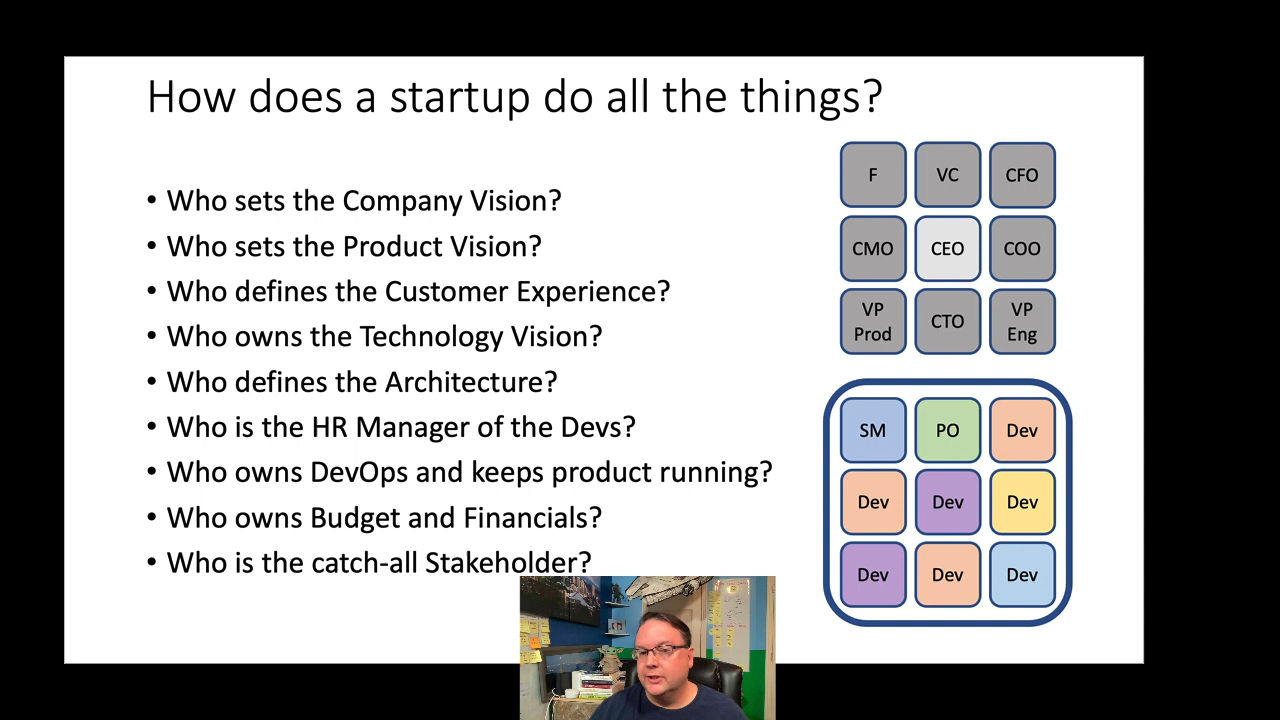 How does a startup do all the things?
• Who sets the Company Vision?
• Who sets the Product Vision?
• Who defines the Customer Experience?
• Who owns the Technology Vision?
• Who defines the Architecture?
• Who is the HR Manager of the Devs?
• Who owns DevOps and keeps product running?
• Who owns Budget and Financials?
• Who is the catch-all Stakeholder?
F VC CFO
CMO CEO COO
VP Prod CTO VP Eng
SM PO Dev
Dev Dev Dev
Dev Dev Dev